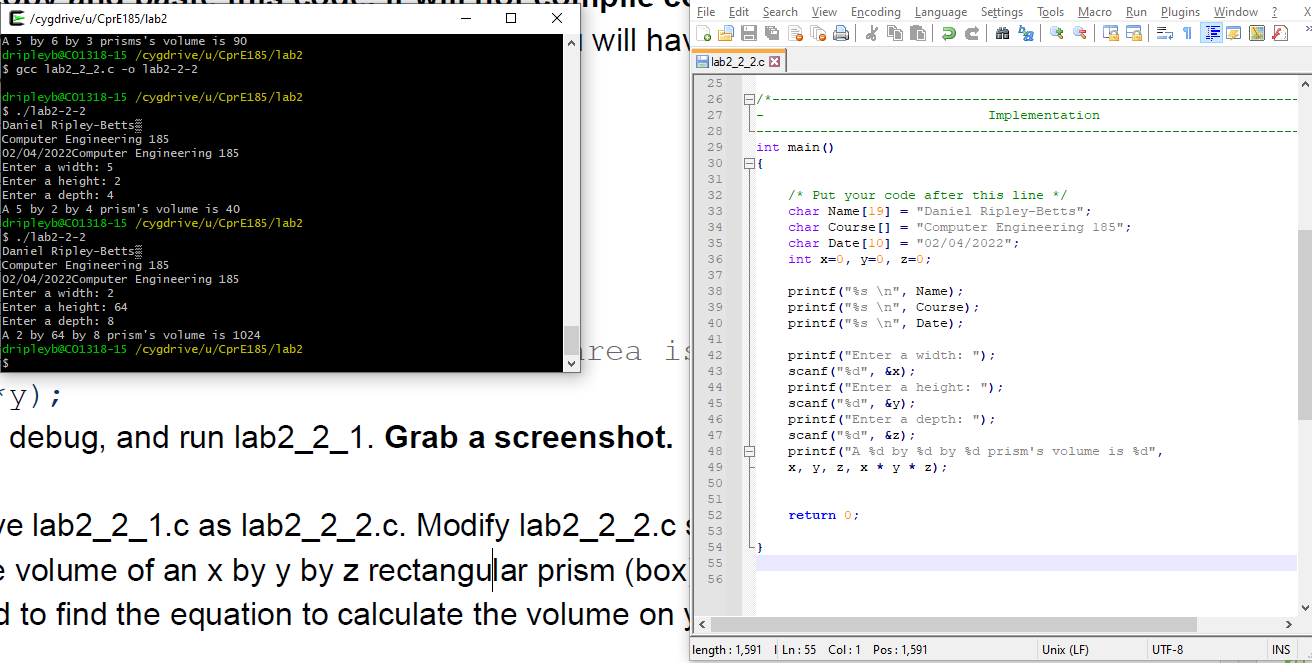 opy and paste this code, it will not compile co
will hav
/cygdrive/u/CprE185/lab2
A 5 by 6 by 3 prisms's volume is 90
dripleyb@CO1318-15 /cygdrive/u/CprE185/lab2
$ gcc lab2_2_2.c -o lab2-2-2
dripleyb@CO1318-15 /cygdrive/u/CprE185/lab2
$ ./lab2-2-2
Daniel Ripley-Betts▒
Computer Engineering 185
02/04/2022Computer Engineering 185
Enter a width: 5
Enter a height: 2
Enter a depth: 4
A 5 by 2 by 4 prism's volume is 40
dripleyb@CO1318-15 /cygdrive/u/CprE185/lab2
$ ./lab2-2-2
Daniel Ripley-Betts▒
Computer Engineering 185
02/04/2022Computer Engineering 185
Enter a width: 2
Enter a height: 64
Enter a depth: 8
A 2 by 64 by 8 prism's volume is 1024
dripleyb@CO1318-15 /cygdrive/u/CprE185/lab2
$
area is
*y);
debug, and run lab2_2_1. Grab a screenshot.
ve lab2_2_1.c as lab2_2_2.c. Modify lab2_2_2.c s
e volume of an x by y by z rectangular prism (box)
d to find the equation to calculate the volume on y
File Edit Search View Encoding Language Settings Tools Macro Run Plugins Window ? X
lab2_2_2.c
25
26 /*-------------------------------------------------------------------
27 - Implementation
28 -------------------------------------------------------------------
29 int main()
30 {
31
32 /* Put your code after this line */
33 char Name[19] = "Daniel Ripley-Betts";
34 char Course[] = "Computer Engineering 185";
35 char Date[10] = "02/04/2022";
36 int x=0, y=0, z=0;
37
38 printf("%s \n", Name);
39 printf("%s \n", Course);
40 printf("%s \n", Date);
41
42 printf("Enter a width: ");
43 scanf("%d", &x);
44 printf("Enter a height: ");
45 scanf("%d", &y);
46 printf("Enter a depth: ");
47 scanf("%d", &z);
48 printf("A %d by %d by %d prism's volume is %d",
49 x, y, z, x * y * z);
50
51
52 return 0;
53
54 }
55
56
length : 1,591 l Ln : 55 Col : 1 Pos : 1,591 Unix (LF) UTF-8 INS